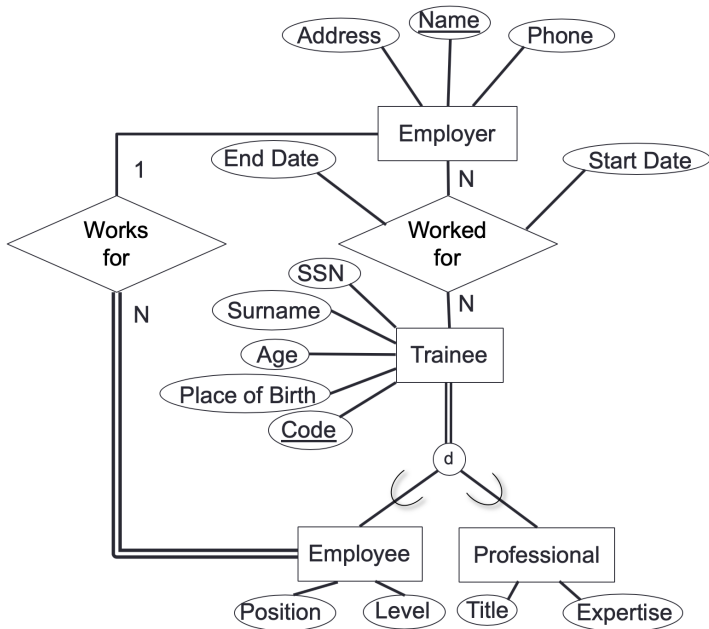 Name
Address
Phone
Employer
End Date
Start Date
1
N
Works
for
Worked
for
SSN
N
N
Surname
Trainee
Age
Place of Birth
Code
d
Employee
Professional
Position
Level
Title
Expertise